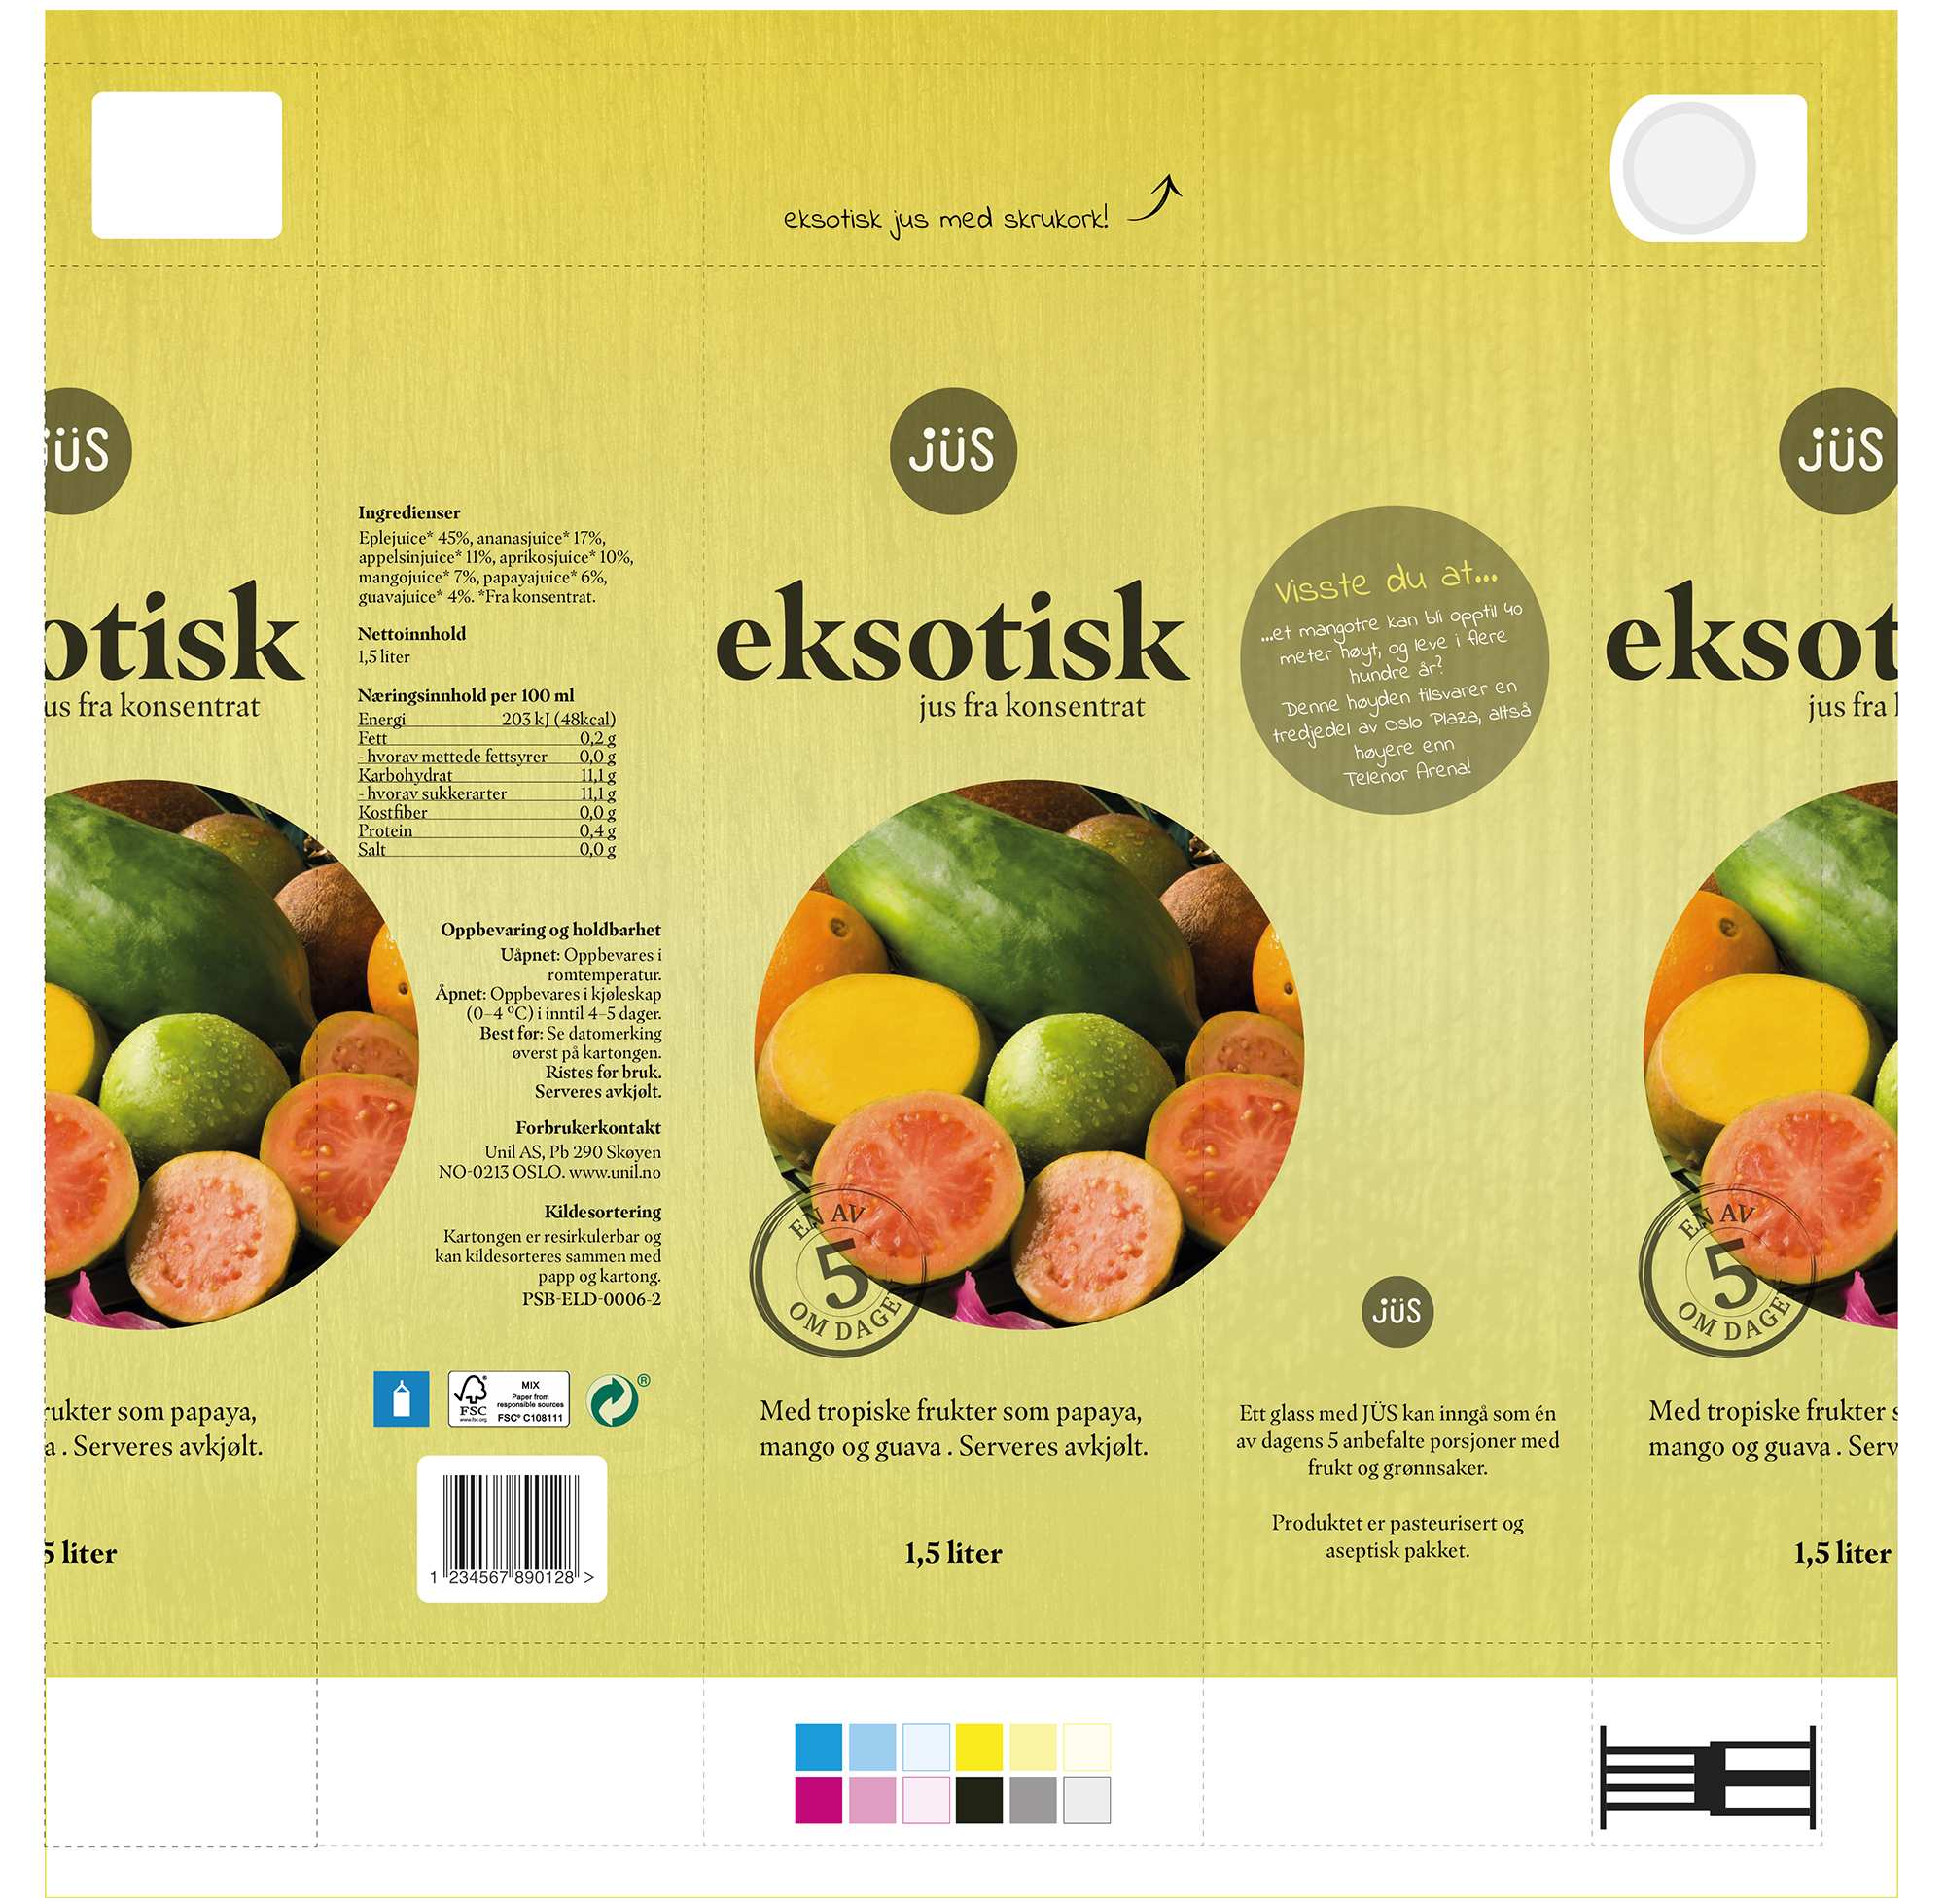 eksotisk jus med skrukork!
jüs
otisk
us fra konsentrat
rukter som papaya,
a . Serveres avkjølt.
5 liter
Ingredienser
Eplejuice* 45%, ananasjuice* 17%,
appelsinjuice* 11%, aprikosjuice* 10%,
mangojuice* 7%, papayajuice* 6%,
guavajuice* 4%. *Fra konsentrat.
Nettoinnhold
1,5 liter
Næringsinnhold per 100 ml
Energi 203 kJ (48kcal)
Fett 0,2 g
- hvorav mettede fettsyrer 0,0 g
Karbohydrat 11,1 g
- hvorav sukkerarter 11,1 g
Kostfiber 0,0 g
Protein 0,4 g
Salt 0,0 g
Oppbevaring og holdbarhet
Uåpnet: Oppbevares i
romtemperatur.
Åpnet: Oppbevares i kjøleskap
(0–4 ºC) i inntil 4–5 dager.
Best før: Se datomerking
øverst på kartongen.
Ristes før bruk.
Serveres avkjølt.
Forbrukerkontakt
Unil AS, Pb 290 Skøyen
NO-0213 OSLO. www.unil.no
Kildesortering
Kartongen er resirkulerbar og
kan kildesorteres sammen med
papp og kartong.
PSB-ELD-0006-2
FSC
www.fsc.org
MIX
Paper from
responsible sources
FSC® C108111
®
1 234567 890128 >
jüs
eksotisk
jus fra konsentrat
EN AV
5
OM DAGEN
Med tropiske frukter som papaya,
mango og guava . Serveres avkjølt.
1,5 liter
Visste du at...
...et mangotre kan bli opptil 40
meter høyt, og leve i flere
hundre år?
Denne høyden tilsvarer en
tredjedel av Oslo Plaza, altså
høyere enn
Telenor Arena!
jüs
Ett glass med JÜS kan inngå som én
av dagens 5 anbefalte porsjoner med
frukt og grønnsaker.
Produktet er pasteurisert og
aseptisk pakket.
jüs
eksot
jus fra
EN AV
5
OM DAGEN
Med tropiske frukter s
mango og guava . Serv
1,5 liter